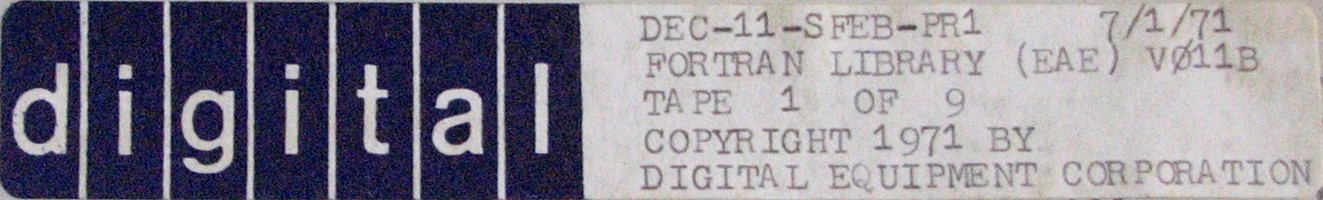 digital
DEC-11-SFEB-PR1 7/1/71
FORTRAN LIBRARY (EAE) VØ11B
TAPE 1 OF 9
COPYRIGHT 1971 BY
DIGITAL EQUIPMENT CORPORATION